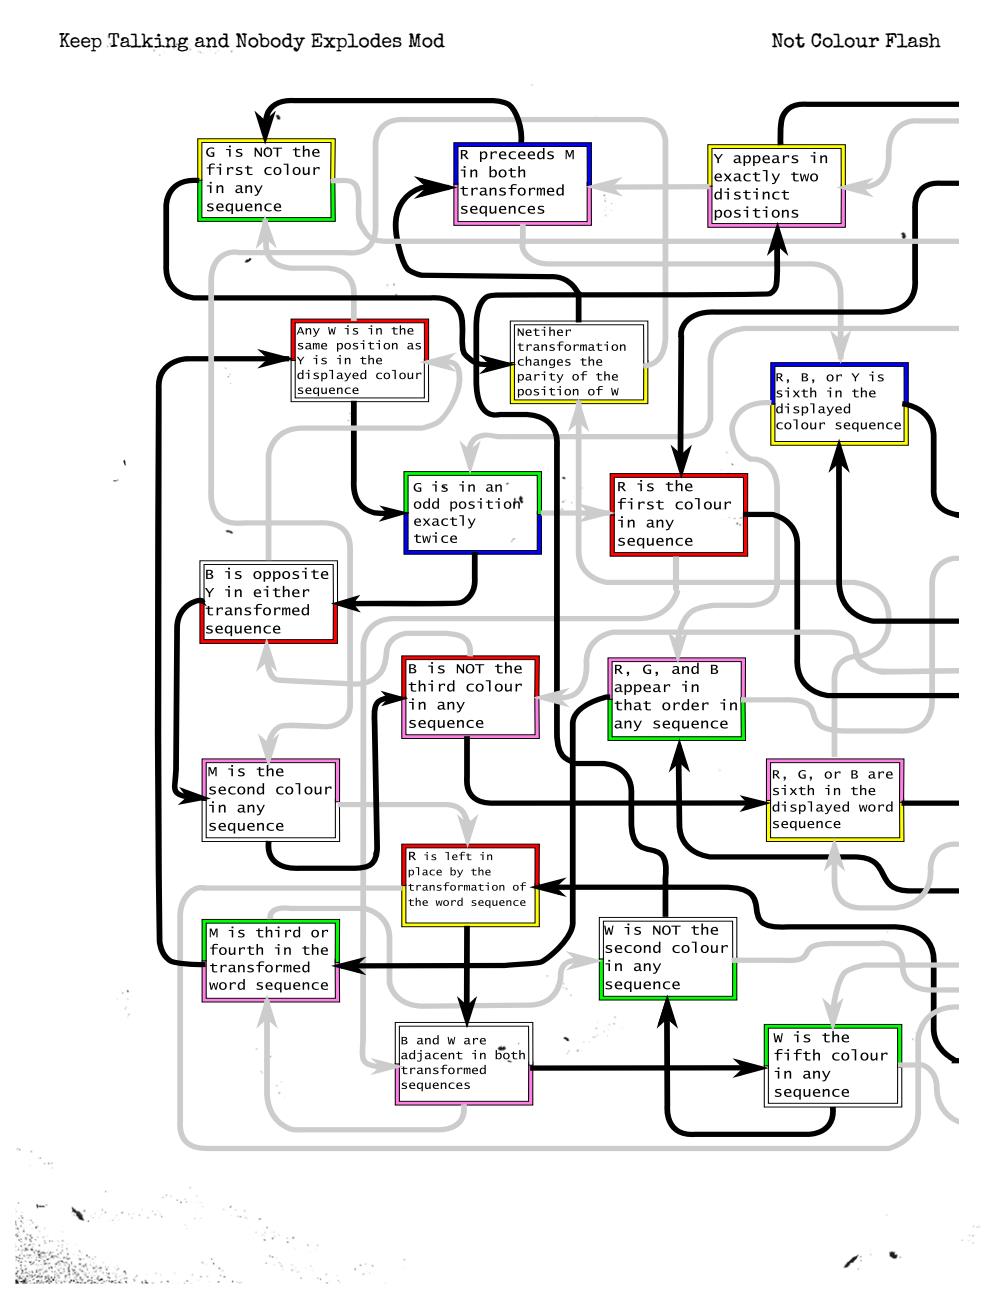 Keep Talking and Nobody Explodes Mod
Not Colour Flash
G is NOT the
first colour
in any
sequence
R preceeds M
in both
transformed
sequences
Y appears in
exactly two
distinct
positions
Any W is in the
same position as
Y is in the
displayed colour
sequence
Netiher
transformation
changes the
parity of the
position of W
R, B, or Y is
sixth in the
displayed
colour sequence
G is in an
odd position
exactly
twice
R is the
first colour
in any
sequence
B is opposite
Y in either
transformed
sequence
B is NOT the
third colour
in any
sequence
R, G, and B
appear in
that order in
any sequence
M is the
second colour
in any
sequence
R, G, or B are
sixth in the
displayed word
sequence
R is left in
place by the
transformation of
the word sequence
M is third or
fourth in the
transformed
word sequence
W is NOT the
second colour
in any
sequence
B and W are
adjacent in both
transformed
sequences
W is the
fifth colour
in any
sequence